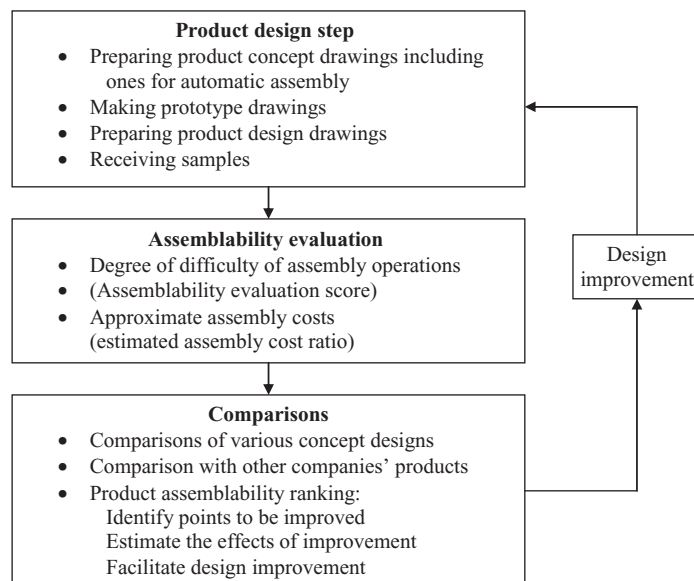 Product design step
• Preparing product concept drawings including
ones for automatic assembly
• Making prototype drawings
• Preparing product design drawings
• Receiving samples
Assemblability evaluation
• Degree of difficulty of assembly operations
• (Assemblability evaluation score)
• Approximate assembly costs
(estimated assembly cost ratio)
Design
improvement
Comparisons
• Comparisons of various concept designs
• Comparison with other companies’ products
• Product assemblability ranking:
Identify points to be improved
Estimate the effects of improvement
Facilitate design improvement